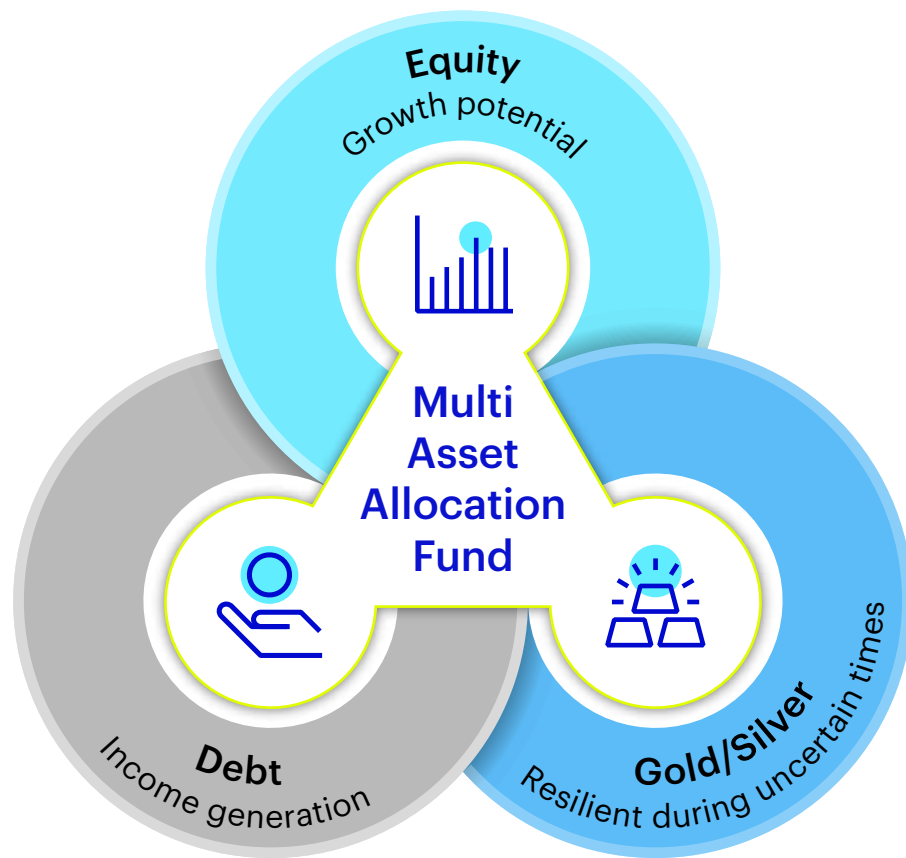 Equity
Growth potential
Multi
Asset
Allocation
Fund
Debt
Income generation
Gold/Silver
Resilient during uncertain times